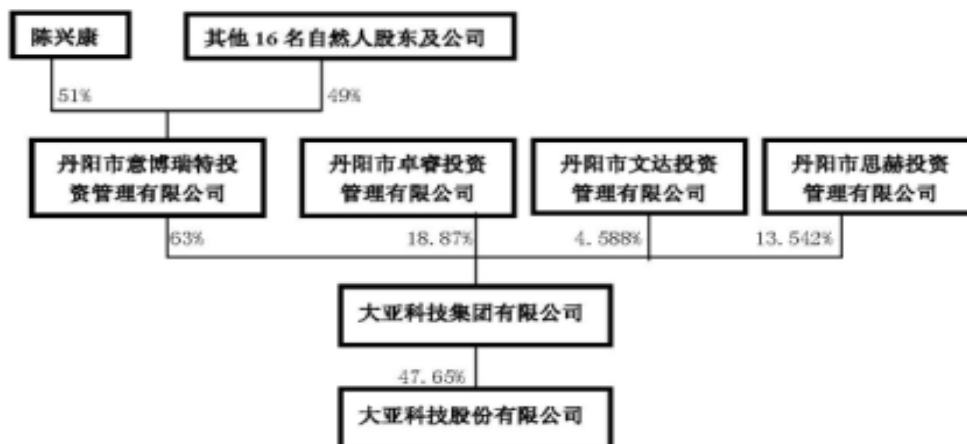 陈兴康
其他 16 名自然人股东及公司
51%
49%
丹阳市意博瑞特投
资管理有限公司
丹阳市卓睿投资
管理有限公司
丹阳市文达投资
管理有限公司
丹阳市思赫投资
管理有限公司
63%
18.87%
4.588%
13.542%
大亚科技集团有限公司
47.65%
大亚科技股份有限公司